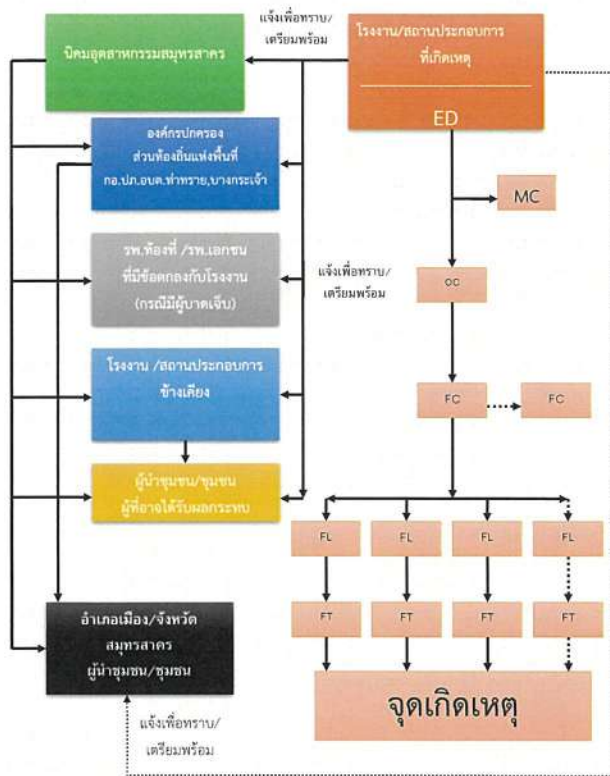 แจ้งเพื่อทราบ/
เตรียมพร้อม
นิคมอุตสาหกรรมสมุทรสาคร
โรงงาน/สถานประกอบการ
ที่เกิดเหตุ
ED
องค์กรปกครอง
ส่วนท้องถิ่นแห่งพื้นที่
กอ.ปภ.อบต.ท่าทราย,บางกระเจ้า
MC
รพ.ท้องที่ /รพ.เอกชน
ที่มีข้อตกลงกับโรงงาน
(กรณีมีผู้บาดเจ็บ)
แจ้งเพื่อทราบ/
เตรียมพร้อม
OC
โรงงาน /สถานประกอบการ
ข้างเคียง
FC
FC
ผู้นำชุมชน/ชุมชน
ผู้ที่อาจได้รับผลกระทบ
FL FL FL FL
FT FT FT FT
อำเภอเมือง/จังหวัด
สมุทรสาคร
ผู้นำชุมชน/ชุมชน
จุดเกิดเหตุ
แจ้งเพื่อทราบ/
เตรียมพร้อม